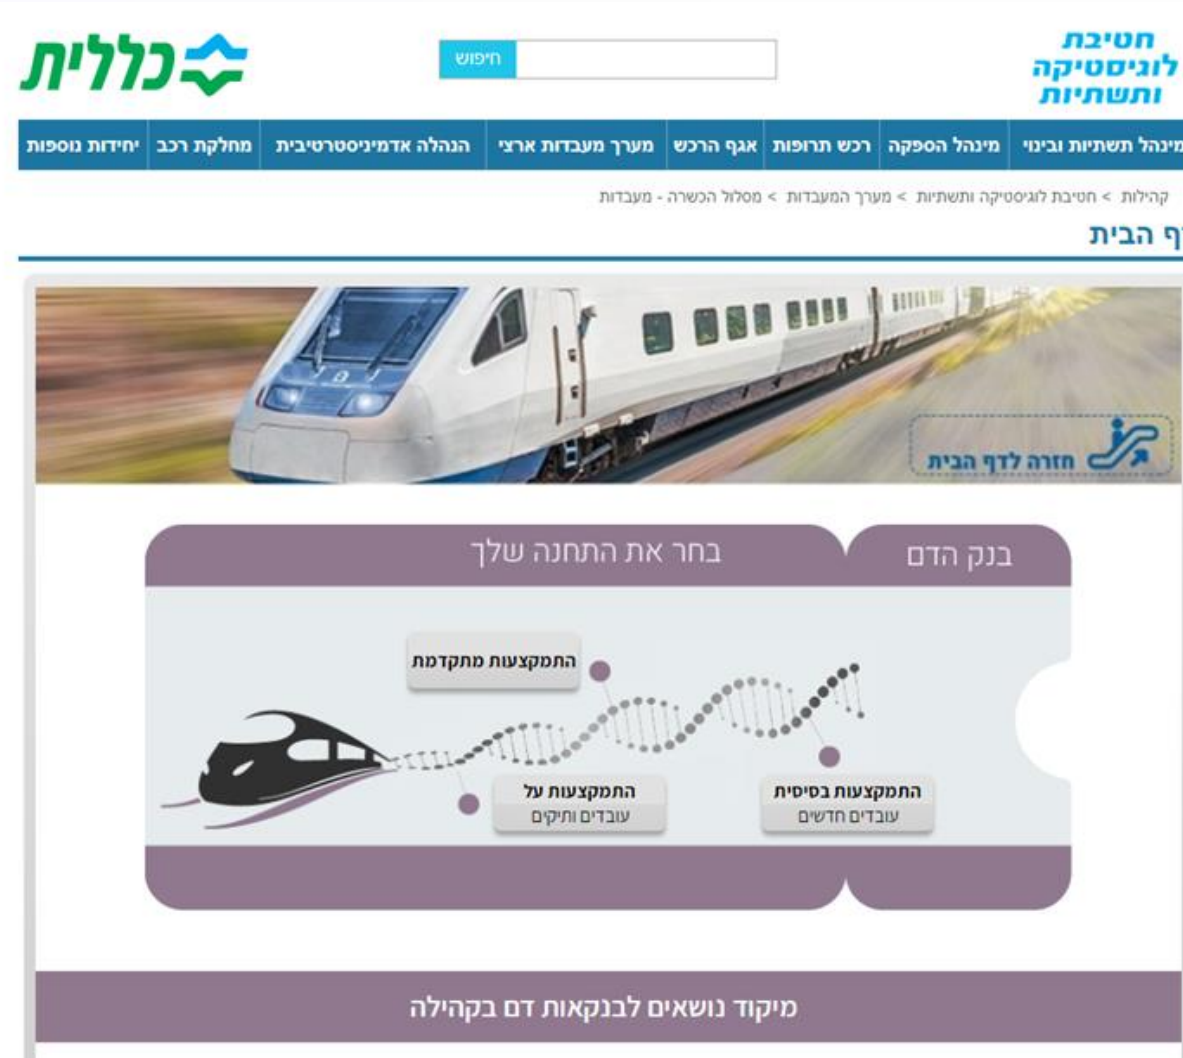 כללית
חיפוש
חטיבת
לוגיסטיקה
ותשתיות
מינהל תשתיות ובינוי
מינהל הספקה
רכש תרופות
אגף הרכש
מערך מעבדות ארצי
הנהלה אדמיניסטרטיבית
מחלקת רכב
יחידות נוספות
קהילות > חטיבת לוגיסטיקה ותשתיות > מערך המעבדות > מסלול הכשרה - מעבדות
דף הבית
חזרה לדף הבית
בנק הדם
בחר את התחנה שלך
התמקצעות מתקדמת
התמקצעות בסיסית
עובדים חדשים
התמקצעות על
עובדים ותיקים
מיקוד נושאים לבנקאות דם בקהילה